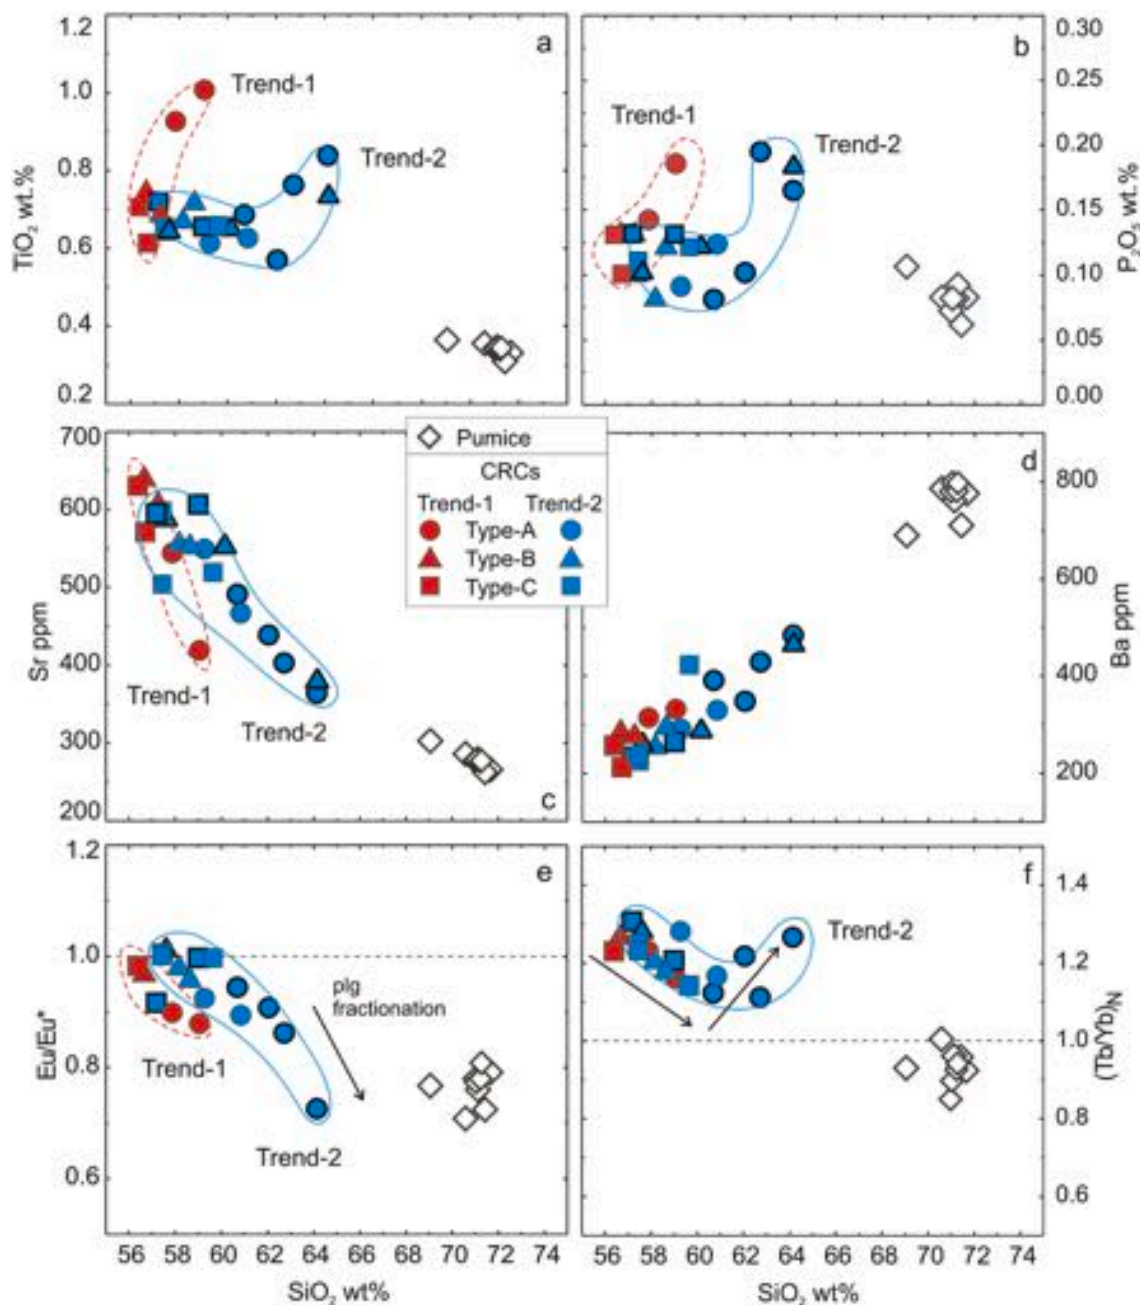 1.2
1.0
0.8
0.6
0.4
0.2
TiO₂ wt.%
a
Trend-1
Trend-2
0.30
0.25
0.20
0.15
0.10
0.05
0.00
P₂O₅ wt.%
b
Trend-1
Trend-2
700
600
500
400
300
200
Sr ppm
Trend-1
Trend-2
c
Pumice
CRCs
Trend-1 Trend-2
Type-A
Type-B
Type-C
d
800
600
400
200
Ba ppm
1.2
1.0
0.8
0.6
Eu/Eu*
e
plg
fractionation
Trend-1
Trend-2
56 58 60 62 64 66 68 70 72 74
SiO₂ wt%
f
Trend-2
1.4
1.2
1.0
0.8
0.6
(Tb/Yb)N
56 58 60 62 64 66 68 70 72 74
SiO₂ wt%